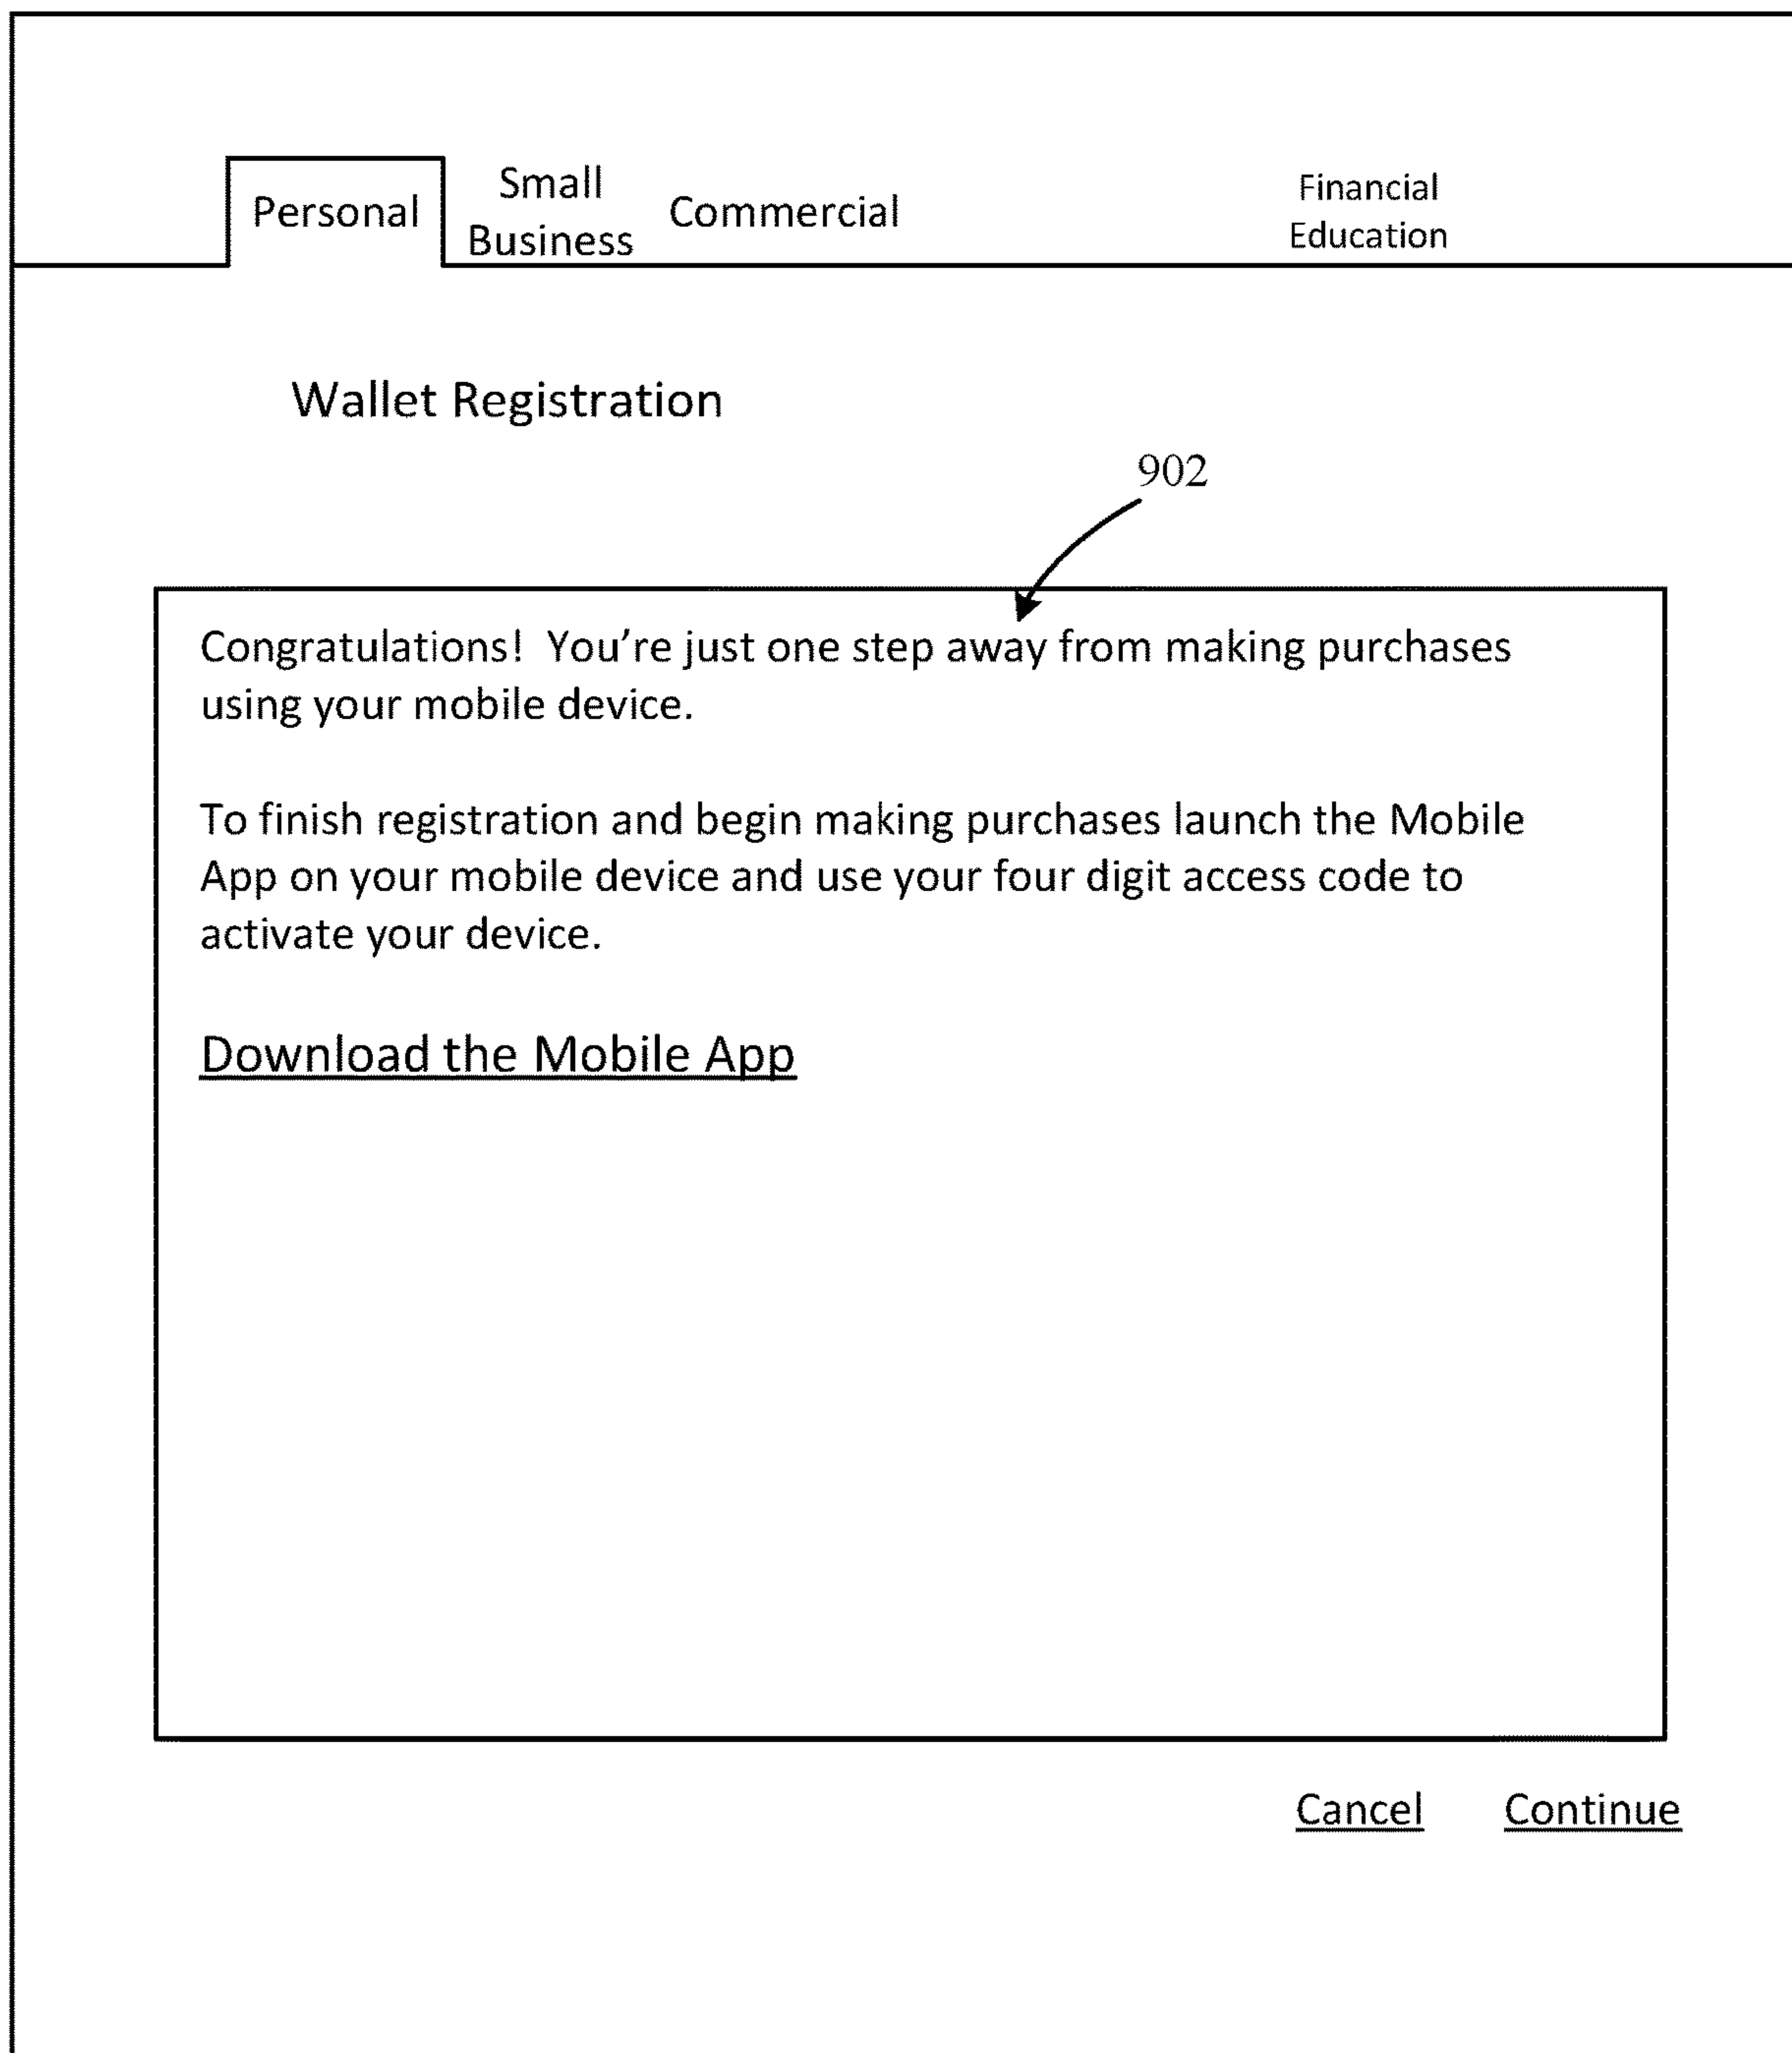 Personal
Small
Business
Commercial
Financial
Education
Wallet Registration
902
Congratulations!  You're just one step away from making purchases
using your mobile device.
To finish registration and begin making purchases launch the Mobile
App on your mobile device and use your four digit access code to
activate your device.
Download the Mobile App
Cancel Continue